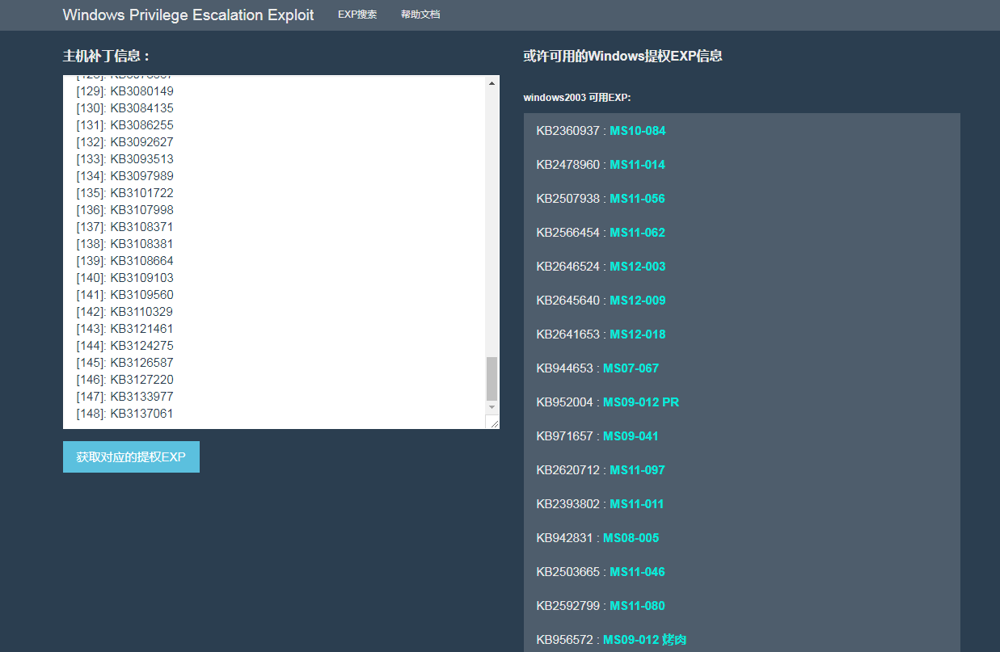 Windows Privilege Escalation Exploit EXP搜索 帮助文档
主机补丁信息：
[129]: KB3080149
[130]: KB3084135
[131]: KB3086255
[132]: KB3092627
[133]: KB3093513
[134]: KB3097989
[135]: KB3101722
[136]: KB3107998
[137]: KB3108371
[138]: KB3108381
[139]: KB3108664
[140]: KB3109103
[141]: KB3109560
[142]: KB3110329
[143]: KB3121461
[144]: KB3124275
[145]: KB3126587
[146]: KB3127220
[147]: KB3133977
[148]: KB3137061
获取对应的提权EXP
或许可用的Windows提权EXP信息
windows2003 可用EXP:
KB2360937 : MS10-084
KB2478960 : MS11-014
KB2507938 : MS11-056
KB2566454 : MS11-062
KB2646524 : MS12-003
KB2645640 : MS12-009
KB2641653 : MS12-018
KB944653 : MS07-067
KB952004 : MS09-012 PR
KB971657 : MS09-041
KB2620712 : MS11-097
KB2393802 : MS11-011
KB942831 : MS08-005
KB2503665 : MS11-046
KB2592799 : MS11-080
KB956572 : MS09-012 烤肉